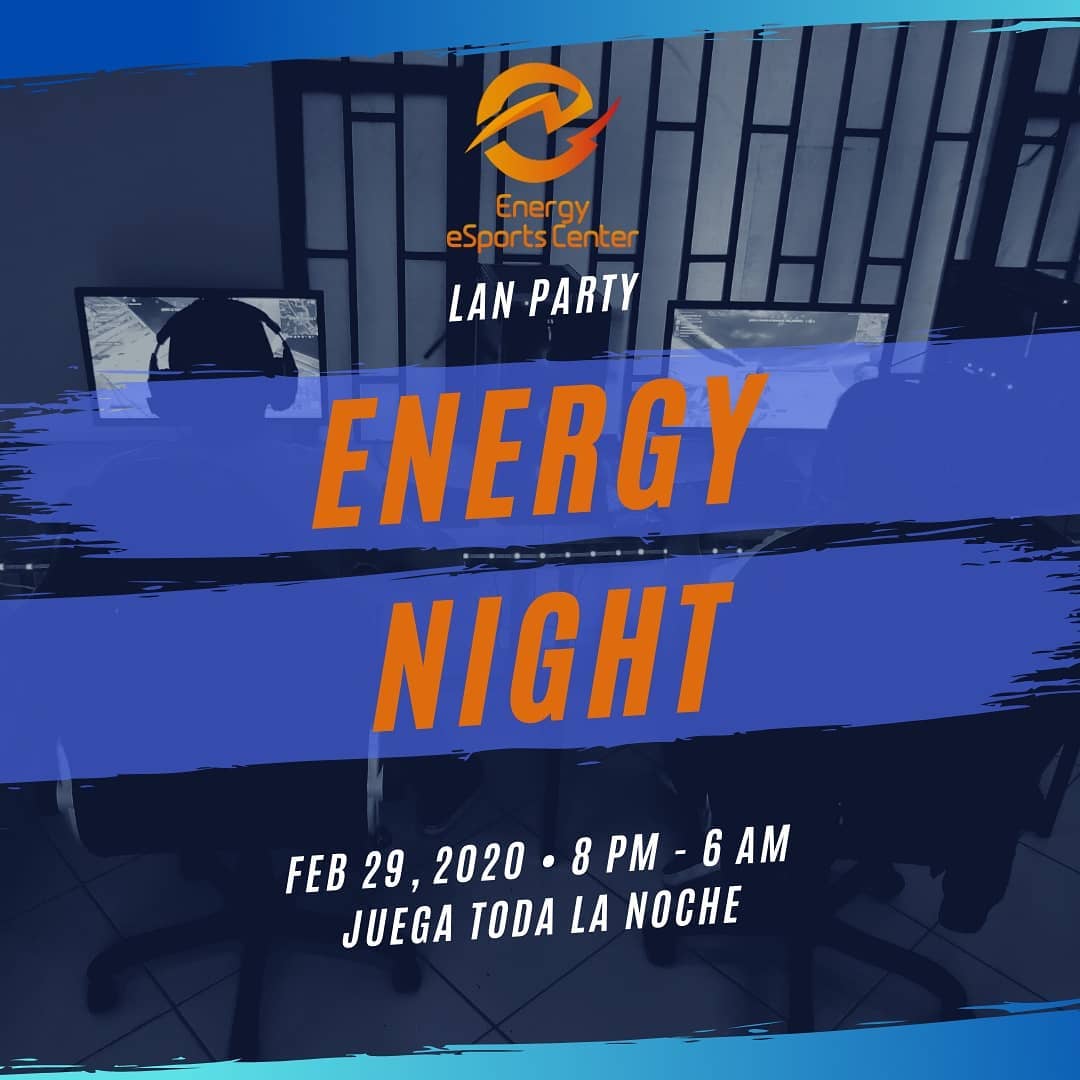 Energy
eSports Center
LAN PARTY
ENERGY
NIGHT
FEB 29, 2020 • 8 PM - 6 AM
JUEGA TODA LA NOCHE